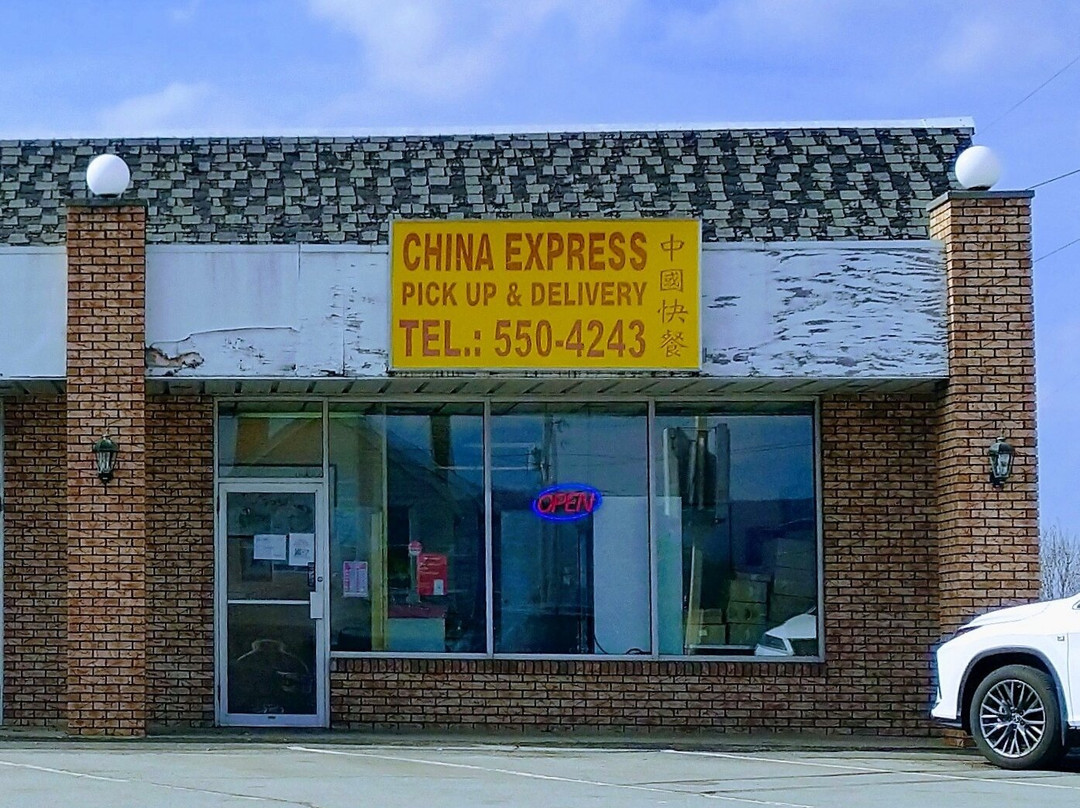 CHINA EXPRESS
PICK UP & DELIVERY
TEL.: 550-4243
中國快餐
OPEN